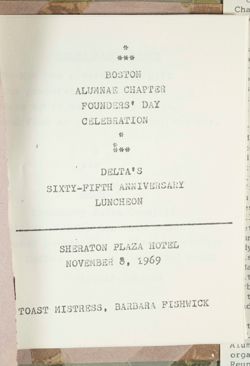 *
***
BOSTON
ALUMNAE CHAPTER
FOUNDERS' DAY
CELEBRATION
*
***
DELTA'S
SIXTY-FIFTH ANNIVERSARY
LUNCHEON
SHERATON PLAZA HOTEL
NOVEMBER 8, 1969
TOAST MISTRESS, BARBARA FISHWICK